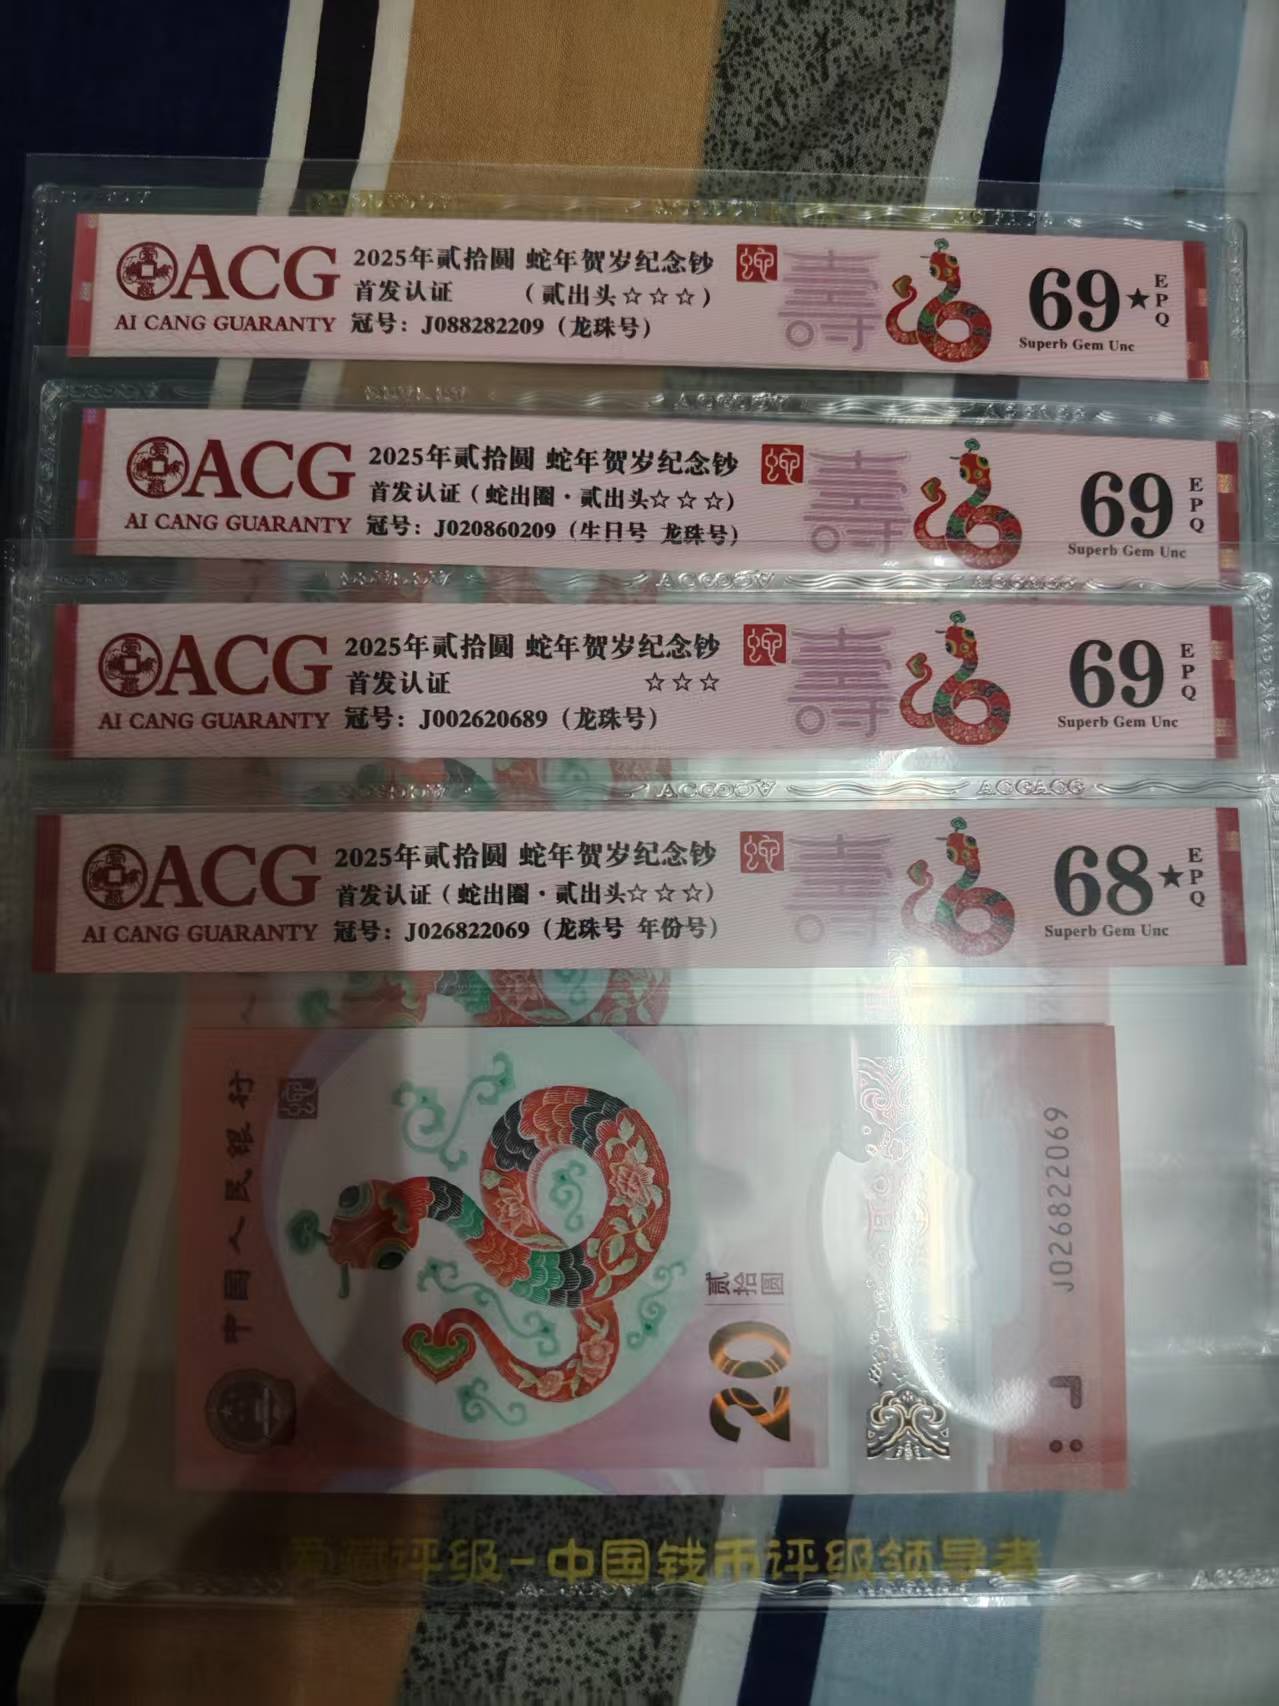 ACG
AI CANG GUARANTY
2025年贰拾圆 蛇年贺岁纪念钞
首发认证 (贰出头☆☆☆)
冠号：J088282209（龙珠号）
蛇
壽
69★
EPQ
Superb Gem Unc
ACG
AI CANG GUARANTY
2025年贰拾圆 蛇年贺岁纪念钞
首发认证（蛇出圈·贰出头☆☆☆）
冠号：J020860209（生日号 龙珠号）
蛇
壽
69
EPQ
Superb Gem Unc
ACG
AI CANG GUARANTY
2025年贰拾圆 蛇年贺岁纪念钞
首发认证 ☆☆☆
冠号：J002620689（龙珠号）
蛇
壽
69
EPQ
Superb Gem Unc
ACG
AI CANG GUARANTY
2025年贰拾圆 蛇年贺岁纪念钞
首发认证（蛇出圈·贰出头☆☆☆）
冠号：J026822069（龙珠号 年份号）
蛇
壽
68★
EPQ
Superb Gem Unc
中国人民银行
贰拾圆
20
J026822069
爱藏评级-中国钱币评级领导者